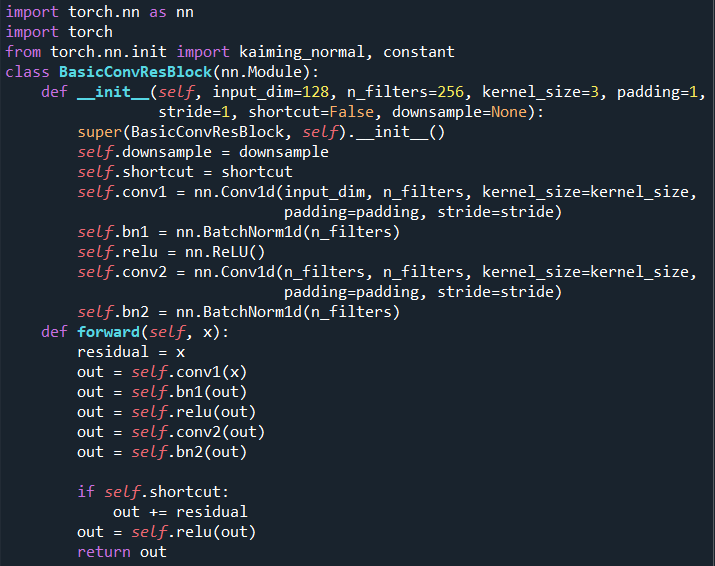 import torch.nn as nn
import torch
from torch.nn.init import kaiming_normal, constant
class BasicConvResBlock(nn.Module):
    def __init__(self, input_dim=128, n_filters=256, kernel_size=3, padding=1,
                 stride=1, shortcut=False, downsample=None):
        super(BasicConvResBlock, self).__init__()
        self.downsample = downsample
        self.shortcut = shortcut
        self.conv1 = nn.Conv1d(input_dim, n_filters, kernel_size=kernel_size,
                               padding=padding, stride=stride)
        self.bn1 = nn.BatchNorm1d(n_filters)
        self.relu = nn.ReLU()
        self.conv2 = nn.Conv1d(n_filters, n_filters, kernel_size=kernel_size,
                               padding=padding, stride=stride)
        self.bn2 = nn.BatchNorm1d(n_filters)
    def forward(self, x):
        residual = x
        out = self.conv1(x)
        out = self.bn1(out)
        out = self.relu(out)
        out = self.conv2(out)
        out = self.bn2(out)

        if self.shortcut:
            out += residual
        out = self.relu(out)
        return out